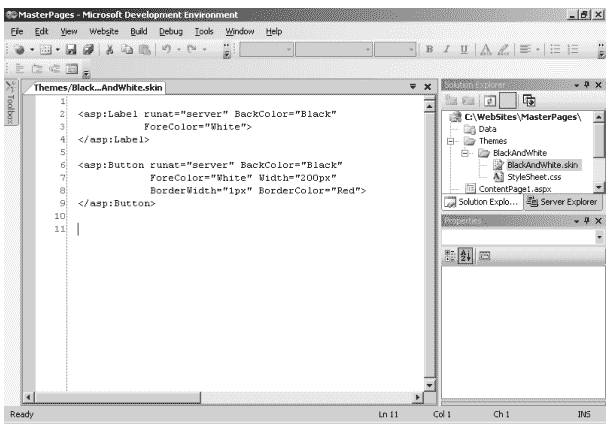 MasterPages - Microsoft Development Environment
File Edit View Website Build Debug Tools Window Help
B I U
Toolbox
Themes/Black...AndWhite.skin
1
2 <asp:Label runat="server" BackColor="Black"
3 ForeColor="White">
4 </asp:Label>
5
6 <asp:Button runat="server" BackColor="Black"
7 ForeColor="White" Width="200px"
8 BorderWidth="1px" BorderColor="Red">
9 </asp:Button>
10
11
Solution Explorer
C:\WebSites\MasterPages\
Data
Themes
BlackAndWhite
BlackAndWhite.skin
StyleSheet.css
ContentPage1.aspx
Solution Explo... Server Explorer
Properties
Ready Ln 11 Col 1 Ch 1 INS